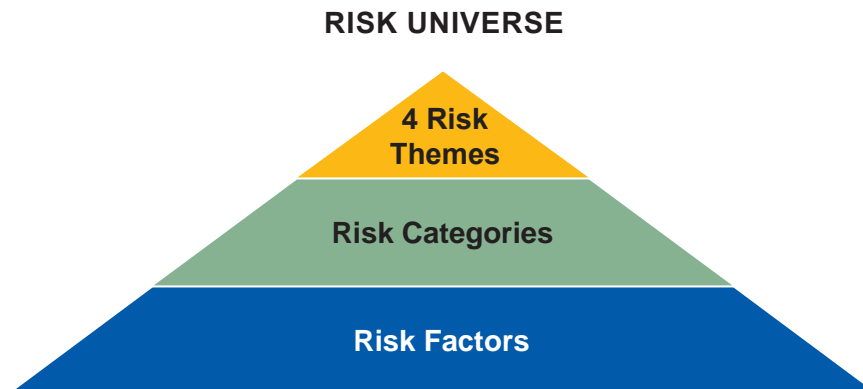 RISK UNIVERSE
4 Risk
Themes
Risk Categories
Risk Factors